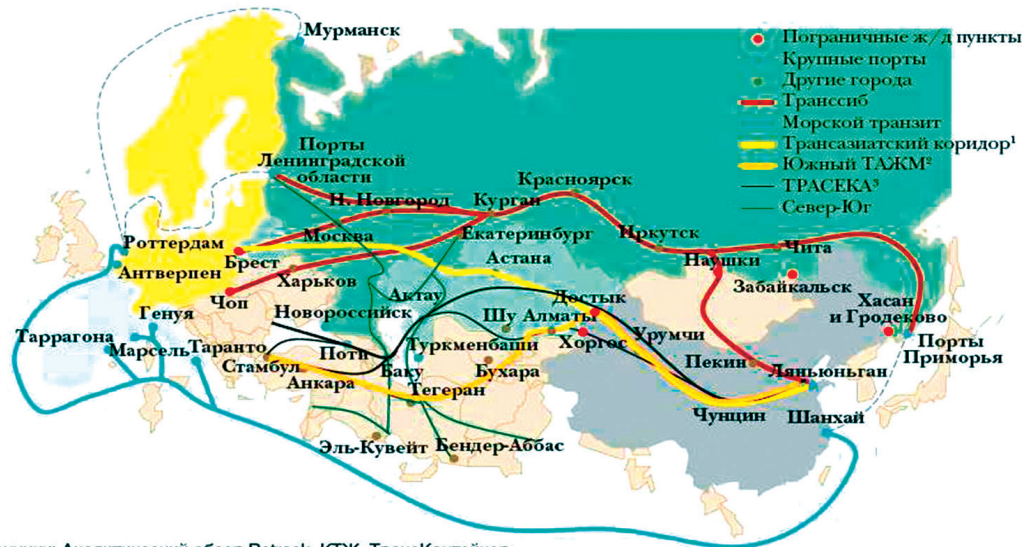 Мурманск
Пограничные ж/д пункты
Крупные порты
Другие города
Транссиб
Морской транзит
Трансазиатский коридор¹
Южный ТАЖМ²
ТРАСЕКА³
Север-Юг
Порты
Ленинградской
области
Красноярск
Н. Новгород
Курган
Роттердам
Москва
Екатеринбург
Иркутск
Чита
Антверпен
Брест
Харьков
Астана
Наушки
Забайкальск
Чоп
Актау
Достык
Хасан
и Гродеково
Генуя
Новороссийск
Шу
Алматы
Урумчи
Таррагона
Марсель
Таранто
Поти
Туркменбаши
Хоргос
Пекин
Порты
Приморья
Стамбул
Анкара
Баку
Тегеран
Бухара
Ляньюньган
Чунцин
Шанхай
Эль-Кувейт
Бендер-Аббас